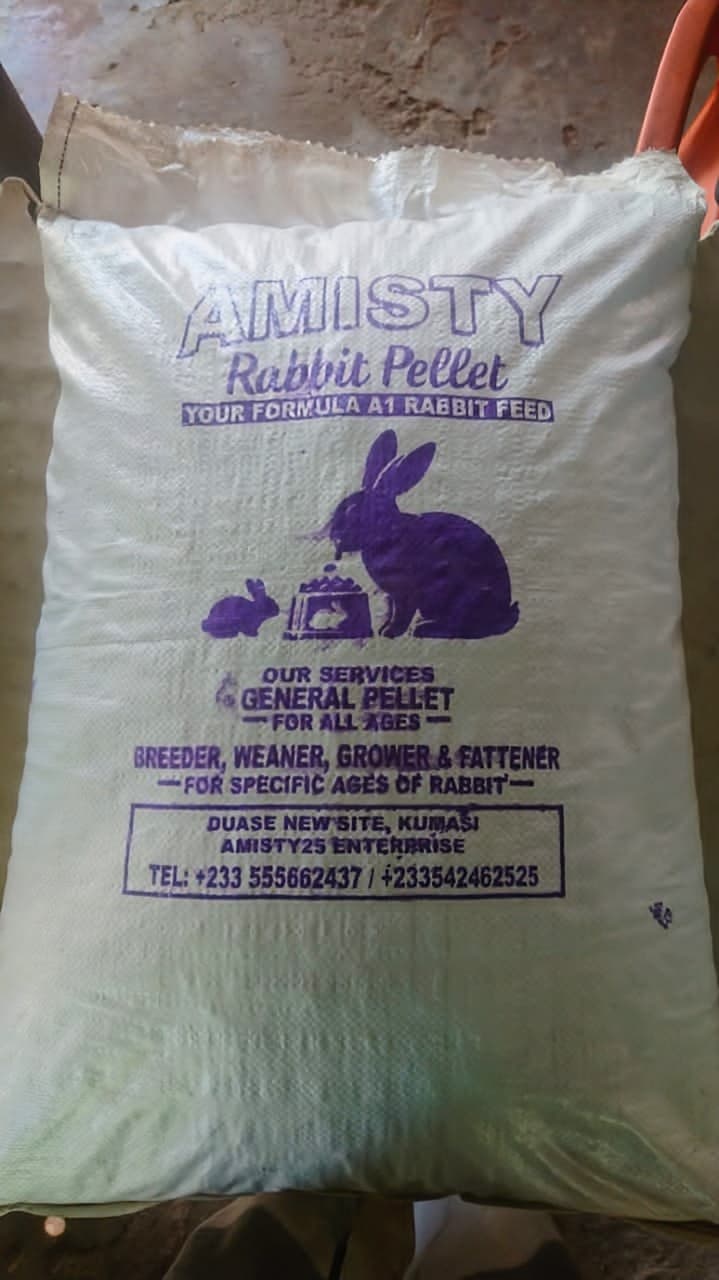 AMISTY
Rabbit Pellet
YOUR FORMULA A1 RABBIT FEED
OUR SERVICES
GENERAL PELLET
— FOR ALL AGES —
BREEDER, WEANER, GROWER & FATTENER
— FOR SPECIFIC AGES OF RABBIT —
DUASE NEW SITE, KUMASI
AMISTY25 ENTERPRISE
TEL: +233 555662437 / +233542462525